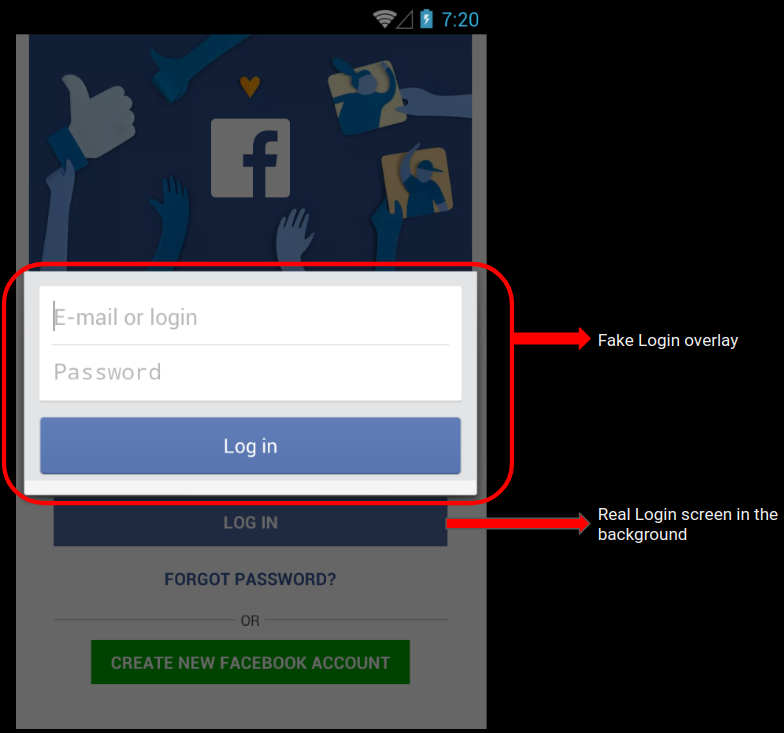 7:20
E-mail or login
Password
Log in
Fake Login overlay
LOG IN
Real Login screen in the
background
FORGOT PASSWORD?
OR
CREATE NEW FACEBOOK ACCOUNT